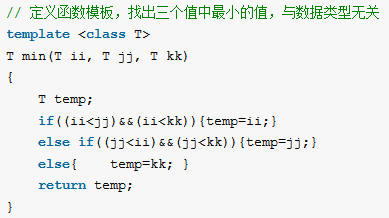 // 定义函数模板，找出三个值中最小的值，与数据类型无关
template <class T>
T min(T ii, T jj, T kk)
{
    T temp;
    if((ii<jj)&&(ii<kk)){temp=ii;}
    else if((jj<ii)&&(jj<kk)){temp=jj;}
    else{    temp=kk; }
    return temp;
}